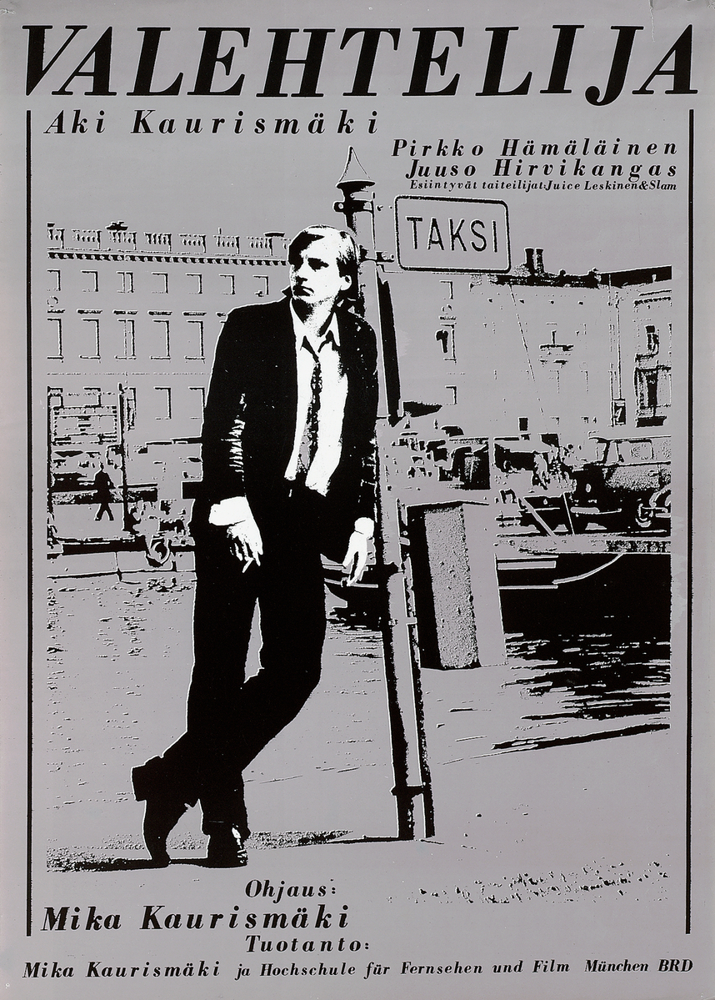 VALEHTELIJA
Aki Kaurismäki
Pirkko Hämäläinen
Juuso Hirvikangas
Esiintyvät taiteilijat:Juice Leskinen&Slam
TAKSI
Ohjaus:
Mika Kaurismäki
Tuotanto:
Mika Kaurismäki ja Hochschule für Fernsehen und Film München BRD